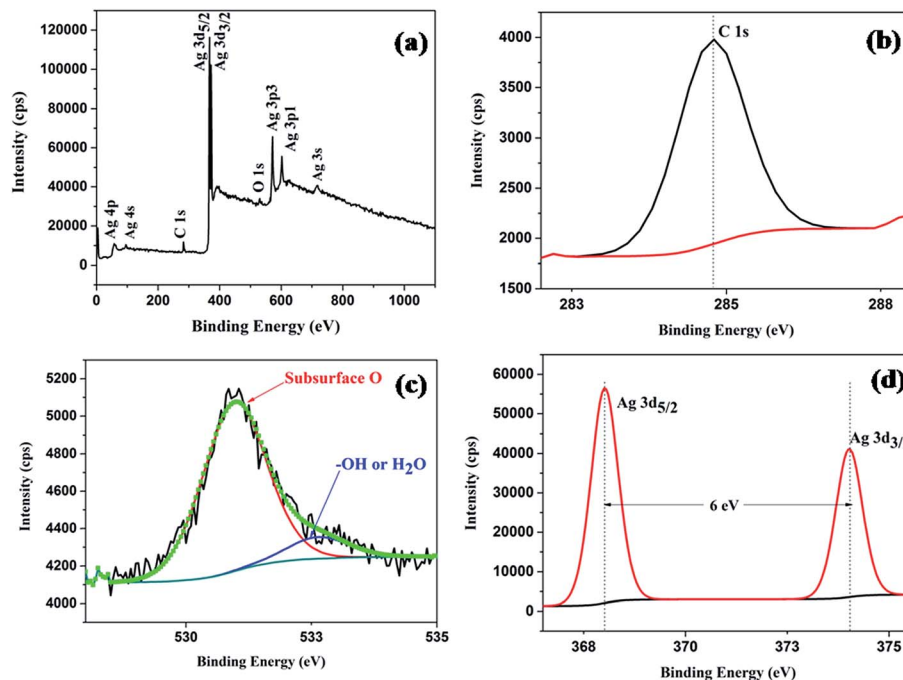 (a)
Intensity (cps)
120000
100000
80000
60000
40000
20000
0
Ag 4p
Ag 4s
C 1s
Ag 3d5/2
Ag 3d3/2
O 1s
Ag 3p3
Ag 3p1
Ag 3s
0 200 400 600 800 1000
Binding Energy (eV)
(b)
C 1s
Intensity (cps)
4000
3500
3000
2500
2000
1500
283 285 288
Binding Energy (eV)
(c)
Subsurface O
-OH or H2O
Intensity (cps)
5200
5000
4800
4600
4400
4200
4000
530 533 535
Binding Energy (eV)
(d)
Ag 3d5/2
Ag 3d3/
6 eV
Intensity (cps)
60000
50000
40000
30000
20000
10000
0
368 370 373 375
Binding Energy (eV)